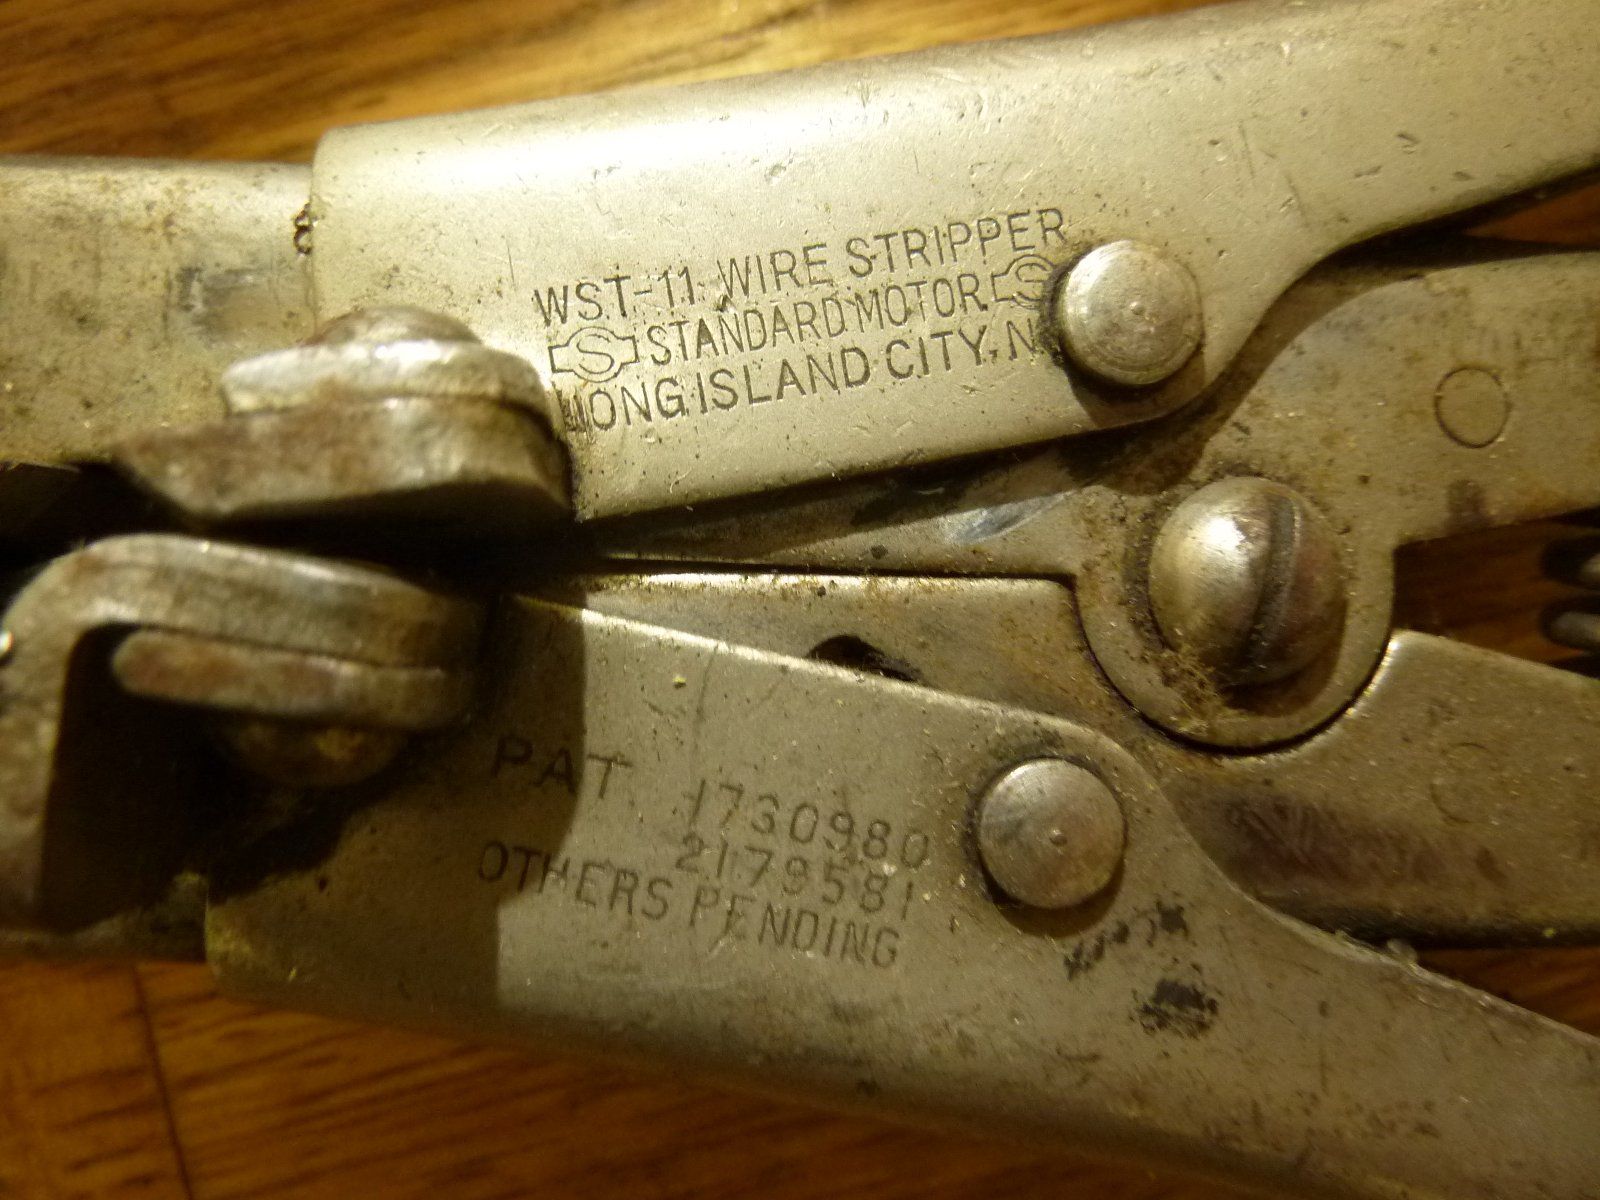 WST-11 WIRE STRIPPER
S STANDARD MOTOR S
LONG ISLAND CITY, N
PAT 1730980
2179581
OTHERS PENDING